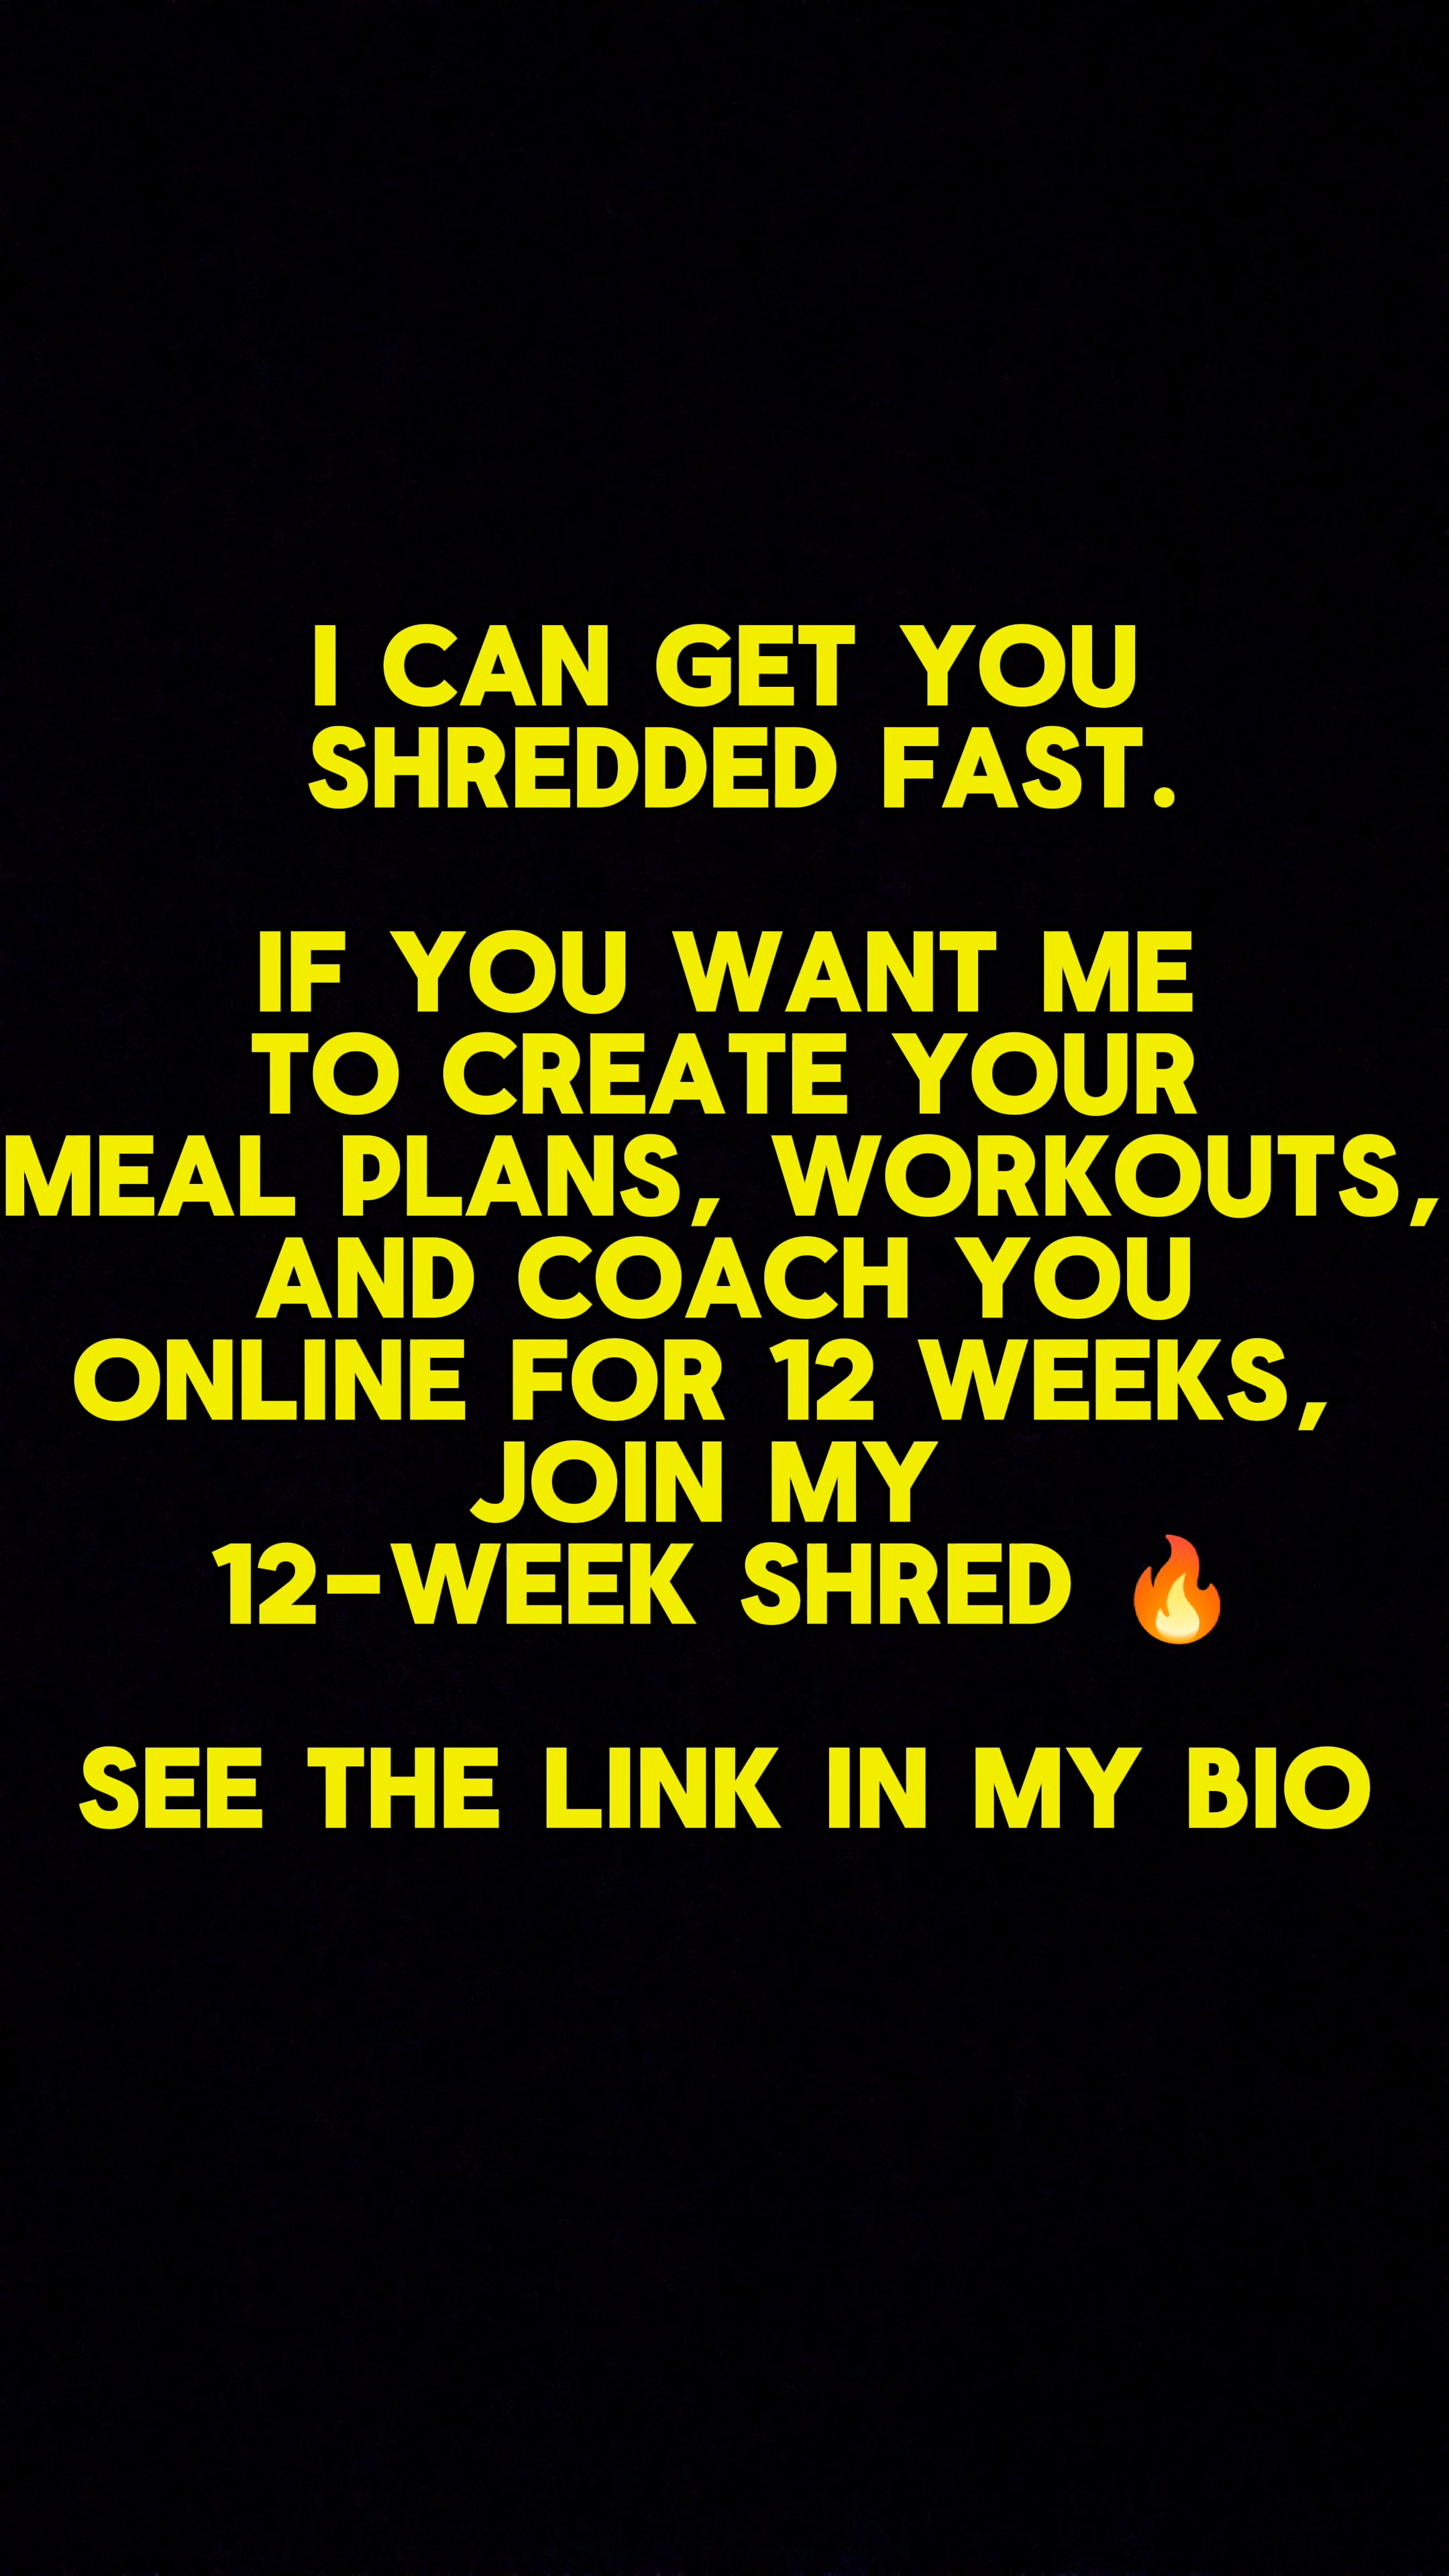 I CAN GET YOU
SHREDDED FAST.
IF YOU WANT ME
TO CREATE YOUR
MEAL PLANS, WORKOUTS,
AND COACH YOU
ONLINE FOR 12 WEEKS,
JOIN MY
12-WEEK SHRED 🔥
SEE THE LINK IN MY BIO